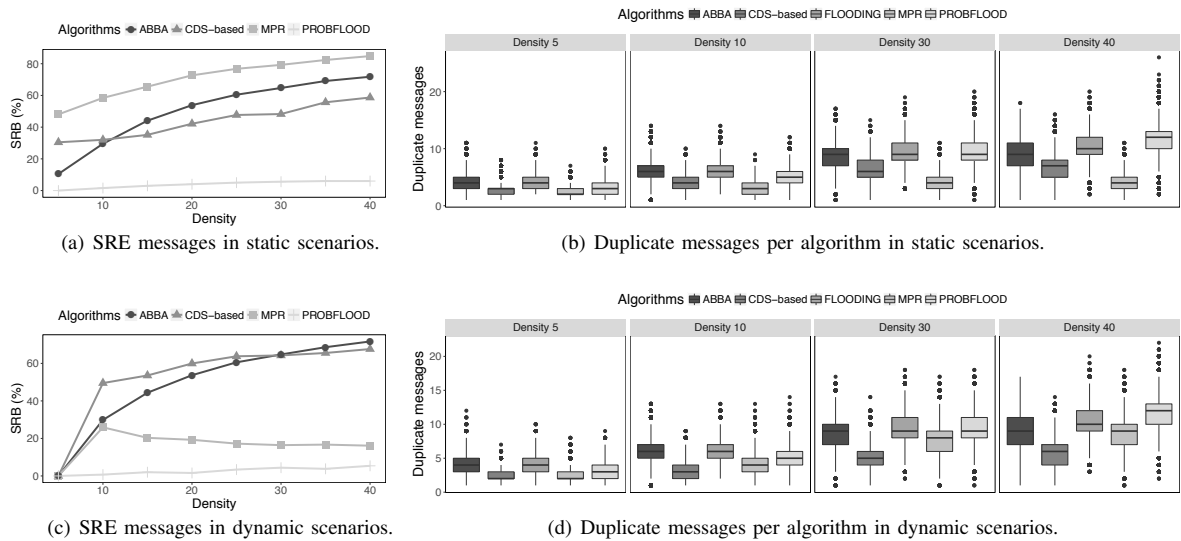 Algorithms ABBA CDS−based MPR PROBFLOOD
SRB (%)
80
60
40
20
0
10 20 30 40
Density
(a) SRE messages in static scenarios.
Algorithms ABBA CDS−based FLOODING MPR PROBFLOOD
Density 5 Density 10 Density 30 Density 40
Duplicate messages
20
10
0
(b) Duplicate messages per algorithm in static scenarios.
Algorithms ABBA CDS−based MPR PROBFLOOD
SRB (%)
60
40
20
0
10 20 30 40
Density
(c) SRE messages in dynamic scenarios.
Algorithms ABBA CDS−based FLOODING MPR PROBFLOOD
Density 5 Density 10 Density 30 Density 40
Duplicate messages
20
15
10
5
0
(d) Duplicate messages per algorithm in dynamic scenarios.